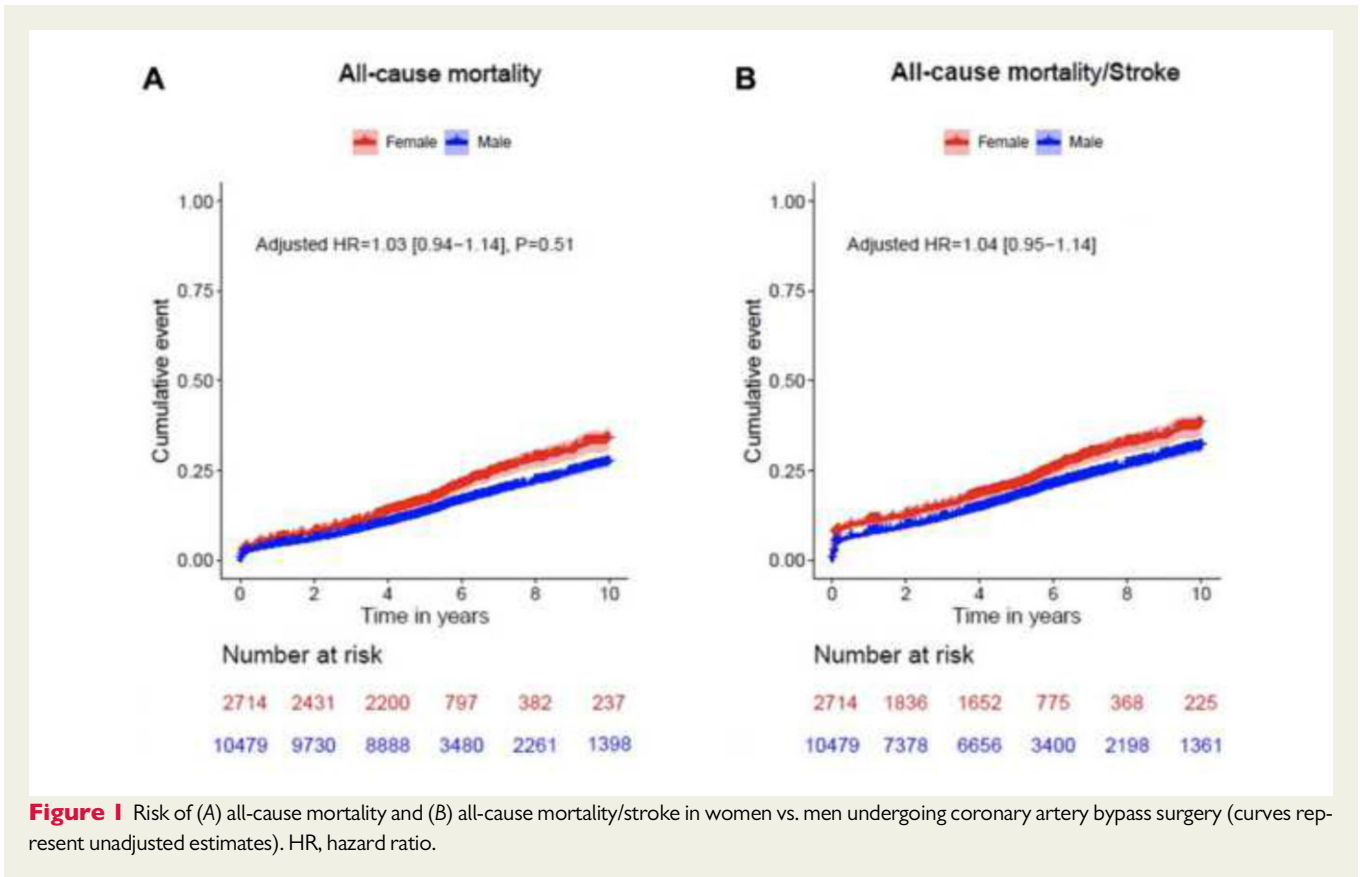 A
All-cause mortality
Female Male
1.00
0.75
0.50
0.25
0.00
Cumulative event
Adjusted HR=1.03 [0.94–1.14], P=0.51
0 2 4 6 8 10
Time in years
Number at risk
2714 2431 2200 797 382 237
10479 9730 8888 3480 2261 1398
B
All-cause mortality/Stroke
Female Male
1.00
0.75
0.50
0.25
0.00
Cumulative event
Adjusted HR=1.04 [0.95–1.14]
0 2 4 6 8 10
Time in years
Number at risk
2714 1836 1652 775 368 225
10479 7378 6656 3400 2198 1361
Figure 1 Risk of (A) all-cause mortality and (B) all-cause mortality/stroke in women vs. men undergoing coronary artery bypass surgery (curves rep-
resent unadjusted estimates). HR, hazard ratio.